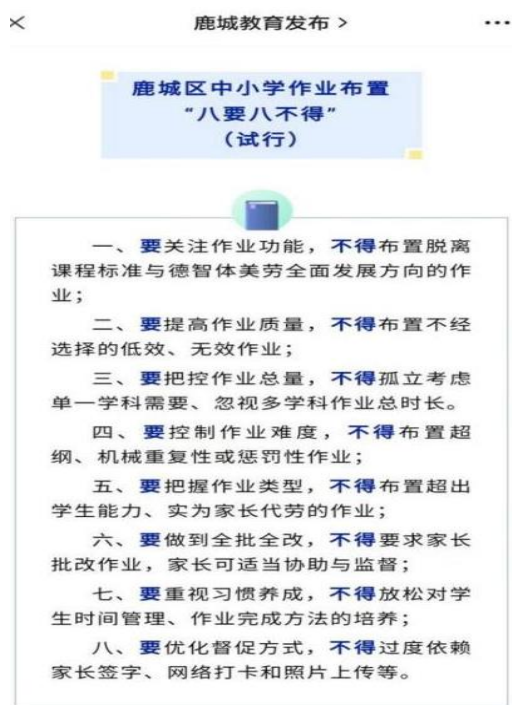 鹿城教育发布 >
鹿城区中小学作业布置
“八要八不得”
（试行）
一、要关注作业功能，不得布置脱离
课程标准与德智体美劳全面发展方向的作
业；
二、要提高作业质量，不得布置不经
选择的低效、无效作业；
三、要把控作业总量，不得孤立考虑
单一学科需要、忽视多学科作业总时长。
四、要控制作业难度，不得布置超
纲、机械重复性或惩罚性作业；
五、要把握作业类型，不得布置超出
学生能力、实为家长代劳的作业；
六、要做到全批全改，不得要求家长
批改作业，家长可适当协助与监督；
七、要重视习惯养成，不得放松对学
生时间管理、作业完成方法的培养；
八、要优化督促方式，不得过度依赖
家长签字、网络打卡和照片上传等。